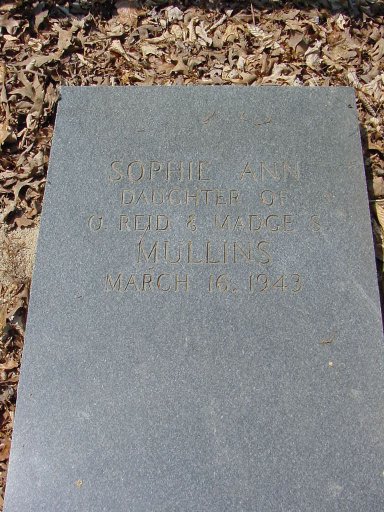 SOPHIE ANN
DAUGHTER OF
O REID & MADGE S
MULLINS
MARCH 16, 1943